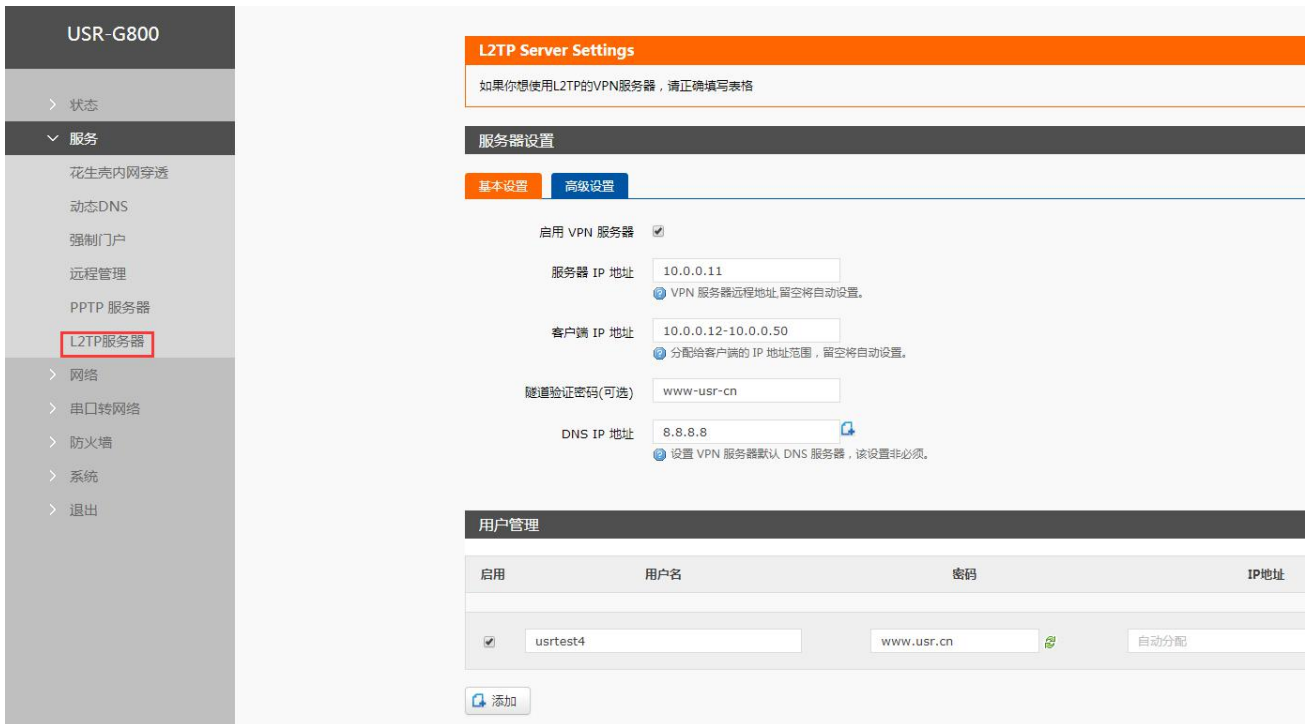 USR-G800
状态
服务
花生壳内网穿透
动态DNS
强制门户
远程管理
PPTP 服务器
L2TP服务器
网络
串口转网络
防火墙
系统
退出
L2TP Server Settings
如果你想使用L2TP的VPN服务器，请正确填写表格
服务器设置
基本设置 高级设置
启用 VPN 服务器
服务器 IP 地址 10.0.0.11
VPN 服务器远程地址,留空将自动设置。
客户端 IP 地址 10.0.0.12-10.0.0.50
分配给客户端的 IP 地址范围，留空将自动设置。
隧道验证密码(可选) www-usr-cn
DNS IP 地址 8.8.8.8
设置 VPN 服务器默认 DNS 服务器，该设置非必须。
用户管理
启用 用户名 密码 IP地址
usrtest4 www.usr.cn 自动分配
添加